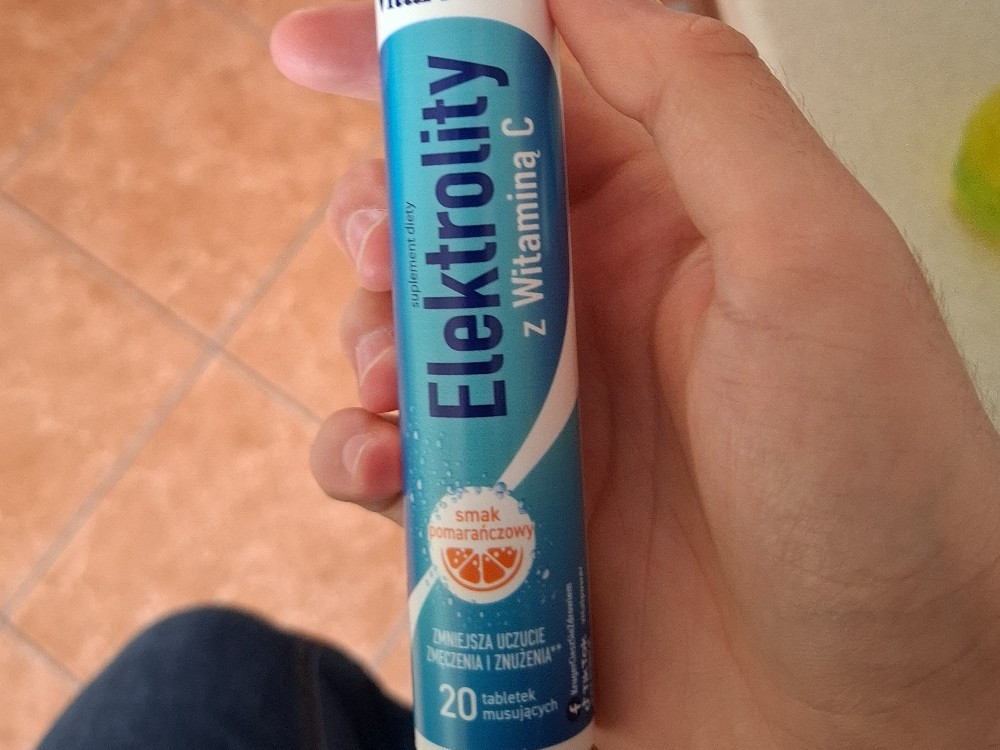 suplement diety
Elektrolity
z Witaminą C
smak
pomarańczowy
ZMNIEJSZA UCZUCIE
ZMĘCZENIA I ZNUŻENIA**
20 tabletek
musujących